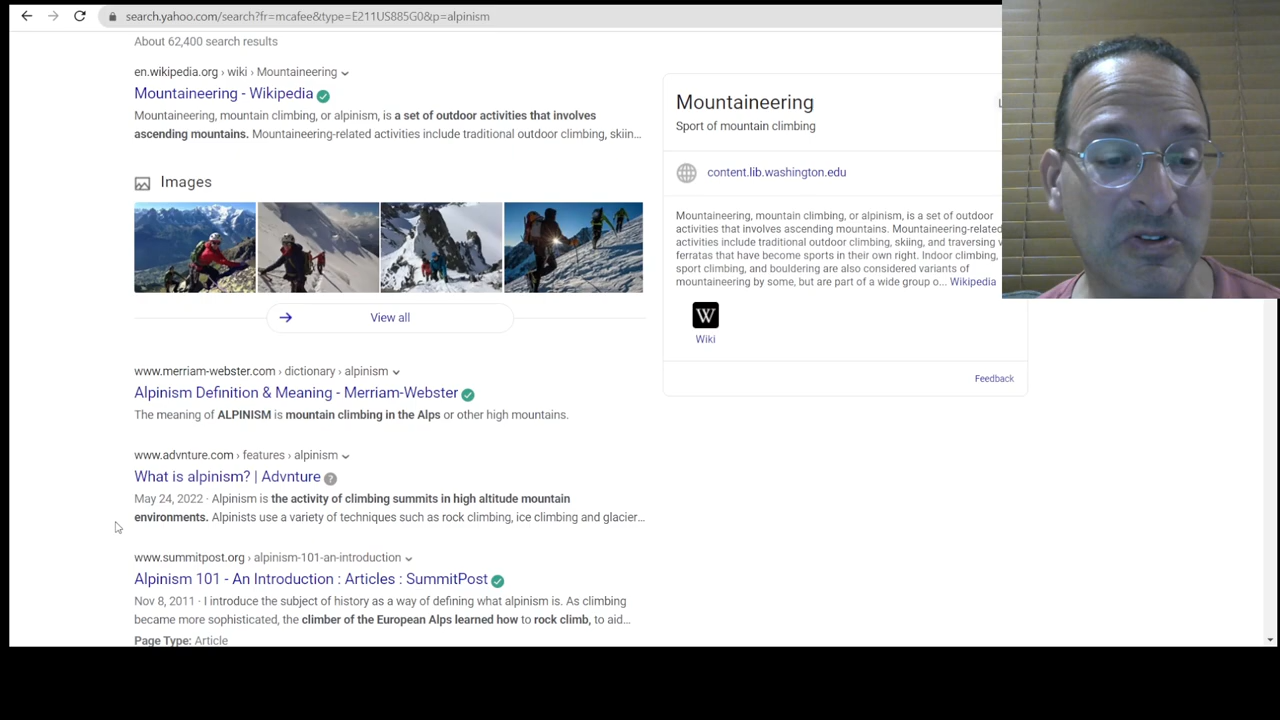 search.yahoo.com/search?fr=mcafee&type=E211US885G0&p=alpinism
About 62,400 search results
en.wikipedia.org › wiki › Mountaineering
Mountaineering - Wikipedia
Mountaineering, mountain climbing, or alpinism, is a set of outdoor activities that involves
ascending mountains. Mountaineering-related activities include traditional outdoor climbing, skiin...
Images
View all
www.merriam-webster.com › dictionary › alpinism
Alpinism Definition & Meaning - Merriam-Webster
The meaning of ALPINISM is mountain climbing in the Alps or other high mountains.
www.advnture.com › features › alpinism
What is alpinism? | Advnture
May 24, 2022 · Alpinism is the activity of climbing summits in high altitude mountain
environments. Alpinists use a variety of techniques such as rock climbing, ice climbing and glacier...
www.summitpost.org › alpinism-101-an-introduction
Alpinism 101 - An Introduction : Articles : SummitPost
Nov 8, 2011 · I introduce the subject of history as a way of defining what alpinism is. As climbing
became more sophisticated, the climber of the European Alps learned how to rock climb, to aid...
Page Type: Article
Mountaineering
Sport of mountain climbing
content.lib.washington.edu
Mountaineering, mountain climbing, or alpinism, is a set of outdoor
activities that involves ascending mountains. Mountaineering-related
activities include traditional outdoor climbing, skiing, and traversing
ferratas that have become sports in their own right. Indoor climbing,
sport climbing, and bouldering are also considered variants of
mountaineering by some, but are part of a wide group o... Wikipedia
W
Wiki
Feedback